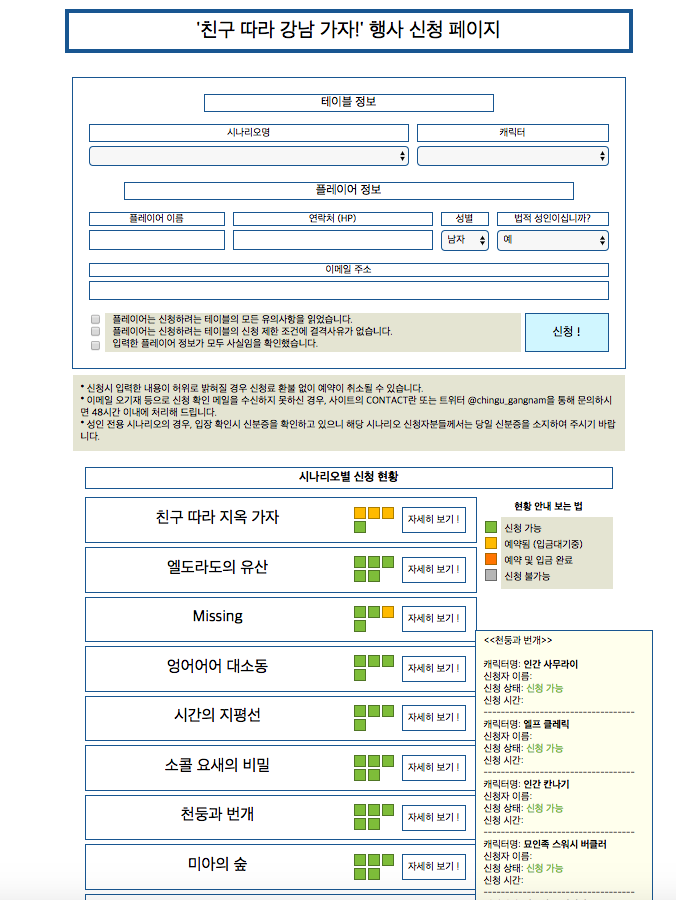 '친구 따라 강남 가자!' 행사 신청 페이지
테이블 정보
시나리오명
캐릭터
플레이어 정보
플레이어 이름
연락처 (HP)
성별
법적 성인이십니까?
남자
예
이메일 주소
플레이어는 신청하려는 테이블의 모든 유의사항을 읽었습니다.
플레이어는 신청하려는 테이블의 신청 제한 조건에 결격사유가 없습니다.
입력한 플레이어 정보가 모두 사실임을 확인했습니다.
신청 !
* 신청시 입력한 내용이 허위로 밝혀질 경우 신청료 환불 없이 예약이 취소될 수 있습니다.
* 이메일 오기재 등으로 신청 확인 메일을 수신하지 못하신 경우, 사이트의 CONTACT란 또는 트위터 @chingu_gangnam을 통해 문의하시
면 48시간 이내에 처리해 드립니다.
* 성인 전용 시나리오의 경우, 입장 확인시 신분증을 확인하고 있으니 해당 시나리오 신청자분들께서는 당일 신분증을 소지하여 주시기 바랍
니다.
시나리오별 신청 현황
친구 따라 지옥 가자
자세히 보기 !
엘도라도의 유산
자세히 보기 !
Missing
자세히 보기 !
엉어어어 대소동
자세히 보기 !
시간의 지평선
자세히 보기 !
소콜 요새의 비밀
자세히 보기 !
천둥과 번개
자세히 보기 !
미아의 숲
자세히 보기 !
현황 안내 보는 법
신청 가능
예약됨 (입금대기중)
예약 및 입금 완료
신청 불가능
<<천둥과 번개>>
캐릭터명: 인간 사무라이
신청자 이름:
신청 상태: 신청 가능
신청 시간:
-----------------------------------
캐릭터명: 엘프 클레릭
신청자 이름:
신청 상태: 신청 가능
신청 시간:
-----------------------------------
캐릭터명: 인간 칸나기
신청자 이름:
신청 상태: 신청 가능
신청 시간:
-----------------------------------
캐릭터명: 묘인족 스워시 버클러
신청자 이름:
신청 상태: 신청 가능
신청 시간:
-----------------------------------